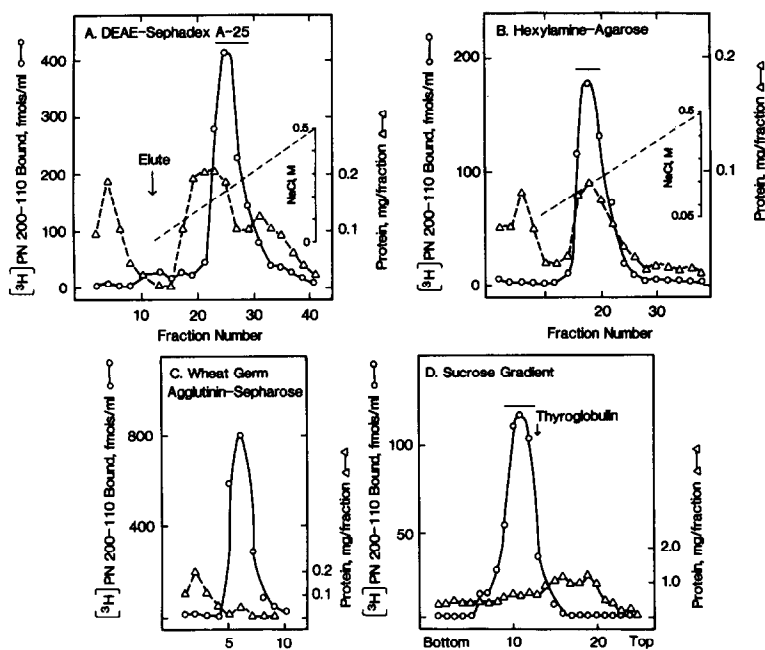 A. DEAE-Sephadex A-25
[³H] PN 200-110 Bound, fmols/ml
400
300
200
100
0
Elute
0.5
NaCl, M
0
0.2
0.1
Protein, mg/fraction
10 20 30 40
Fraction Number
B. Hexylamine-Agarose
[³H] PN 200-110 Bound, fmols/ml
200
100
0
0.5
NaCl, M
0.05
0.2
0.1
0
Protein, mg/fraction
20 30
Fraction Number
C. Wheat Germ
Agglutinin-Sepharose
[³H] PN 200-110 Bound, fmols/ml
800
400
0.2
0.1
Protein, mg/fraction
5 10
D. Sucrose Gradient
[³H] PN 200-110 Bound, fmols/ml
Thyroglobulin
100
50
2.0
1.0
Protein, mg/fraction
Bottom 10 20 Top